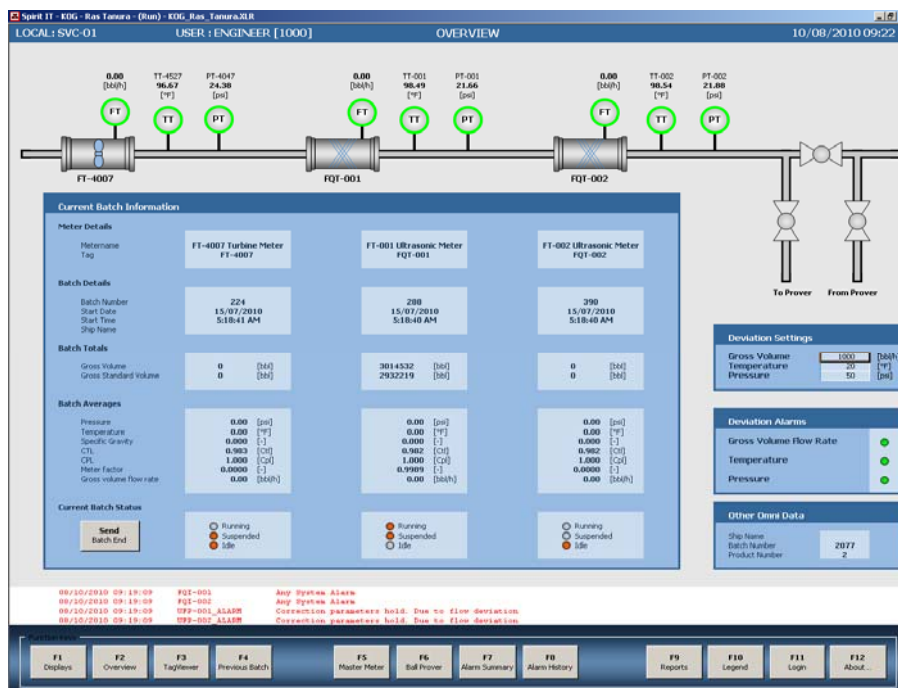 Spirit IT - KOG - Ras Tanura - (Run) - KOG_Ras_Tanura.XLR
LOCAL: SVC-01 USER : ENGINEER [1000] OVERVIEW 10/08/2010 09:22
0.00 TT-4527 PT-4047 0.00 TT-001 PT-001 0.00 TT-002 PT-002
[bbl/h] 96.67 24.38 [bbl/h] 98.49 21.66 [bbl/h] 98.54 21.88
[°F] [psi] [°F] [psi] [°F] [psi]
FT TT PT FT TT PT FT TT PT
FT-4007 FQT-001 FQT-002
To Prover From Prover
Current Batch Information
Meter Details
Metername FT-4007 Turbine Meter FT-001 Ultrasonic Meter FT-002 Ultrasonic Meter
Tag FT-4007 FQT-001 FQT-002
Batch Details
Batch Number 224 288 390
Start Date 15/07/2010 15/07/2010 15/07/2010
Start Time 5:18:41 AM 5:18:40 AM 5:18:40 AM
Ship Name
Batch Totals
Gross Volume 0 [bbl] 3014532 [bbl] 0 [bbl]
Gross Standard Volume 0 [bbl] 2932219 [bbl] 0 [bbl]
Batch Averages
Pressure 0.00 [psi] 0.00 [psi] 0.00 [psi]
Temperature 0.00 [°F] 0.00 [°F] 0.00 [°F]
Specific Gravity 0.000 [-] 0.000 [-] 0.000 [-]
CTL 0.983 [Ctl] 0.982 [Ctl] 0.982 [Ctl]
CPL 1.000 [Cpl] 1.000 [Cpl] 1.000 [Cpl]
Meter factor 0.0000 [-] 0.9989 [-] 0.0000 [-]
Gross volume flow rate 0.00 [bbl/h] 0.00 [bbl/h] 0.00 [bbl/h]
Current Batch Status
Send
Batch End
Running Running Running
Suspended Suspended Suspended
Idle Idle Idle
Deviation Settings
Gross Volume 1000 [bbl/h]
Temperature 20 [°F]
Pressure 50 [psi]
Deviation Alarms
Gross Volume Flow Rate
Temperature
Pressure
Other Omni Data
Ship Name
Batch Number 2077
Product Number 2
08/10/2010 09:19:09 FQI-001 Any System Alarm
08/10/2010 09:19:09 FQI-002 Any System Alarm
08/10/2010 09:19:09 UFP-001_ALARM Correction parameters hold. Due to flow deviation
08/10/2010 09:19:09 UFP-002_ALARM Correction parameters hold. Due to flow deviation
F1 F2 F3 F4 F5 F6 F7 F8 F9 F10 F11 F12
Displays Overview TagViewer Previous Batch Master Meter Ball Prover Alarm Summary Alarm History Reports Legend Login About...